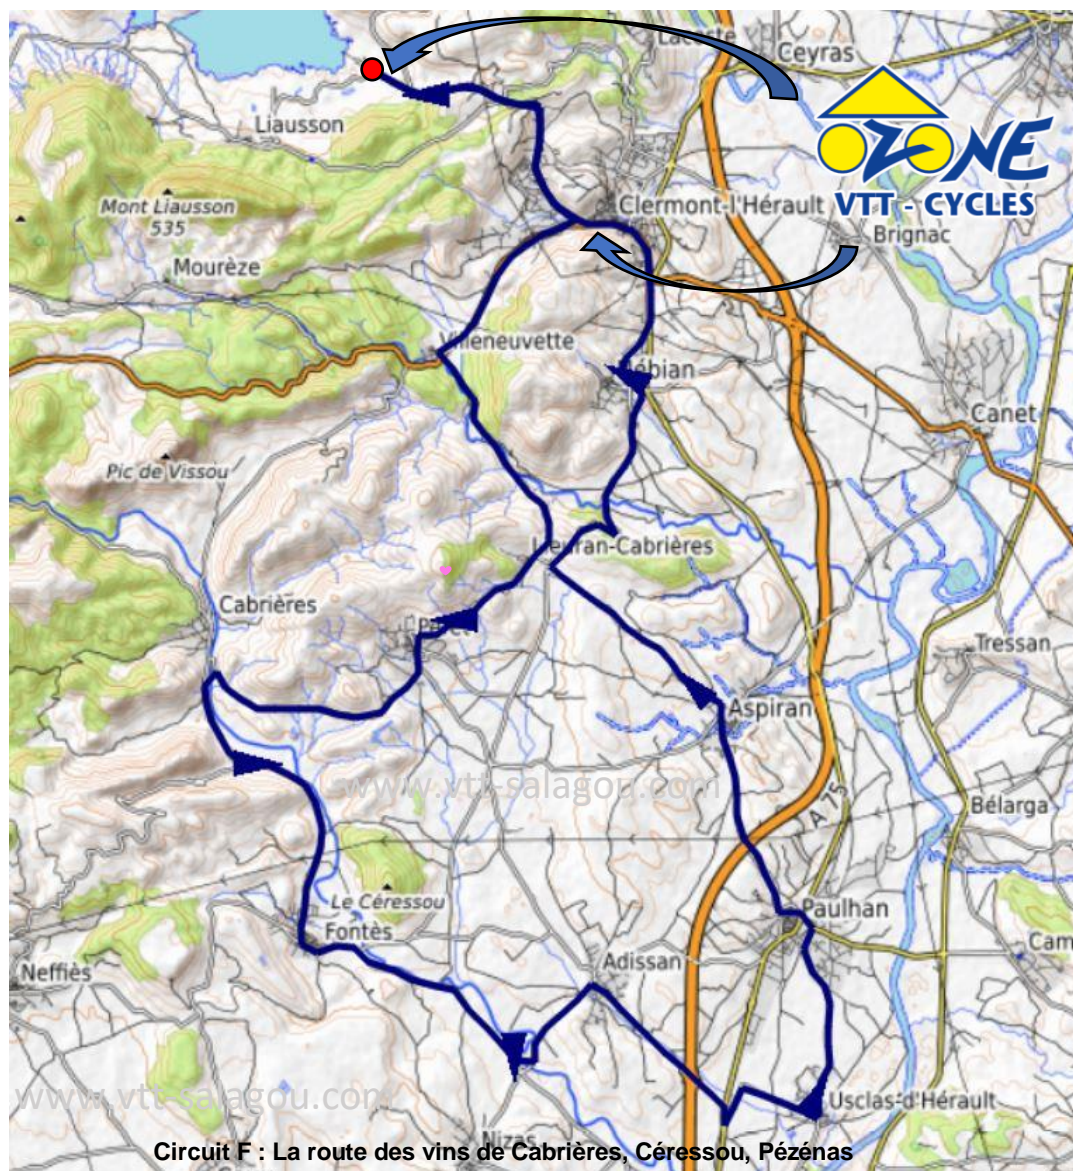 Lacoste
Ceyras
OZONE
VTT - CYCLES
Liausson
Mont Liausson
535
Clermont-l'Hérault
Brignac
Mourèze
Villeneuvette
Nébian
Canet
Pic de Vissou
Lieuran-Cabrières
Cabrières
Tressan
Aspiran
www.vtt-salagou.com
A 75
Bélarga
Le Céressou
Fontès
Paulhan
Adissan
Cam
Neffiès
www.vtt-salagou.com
Usclas-d'Hérault
Nizas
Circuit F : La route des vins de Cabrières, Céressou, Pézénas